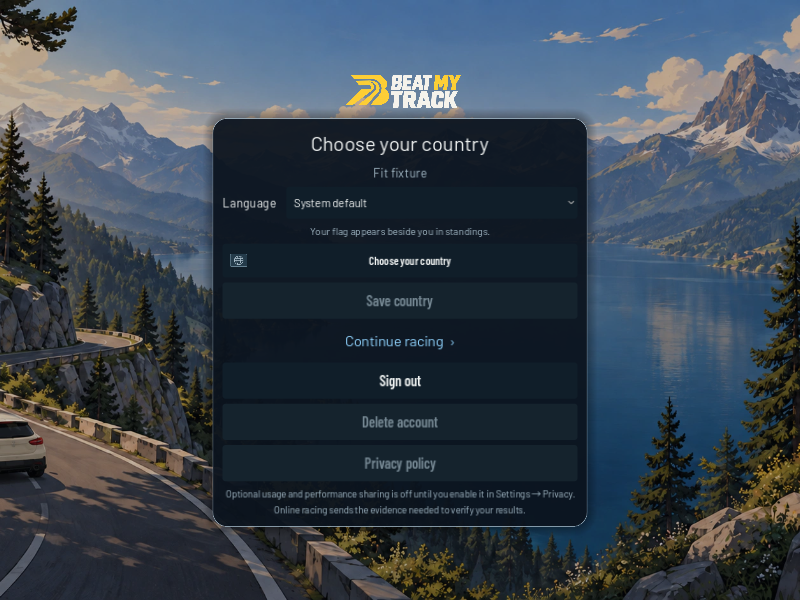 BEAT MY
TRACK
Choose your country
Fit fixture
Language System default
Your flag appears beside you in standings.
Choose your country
Save country
Continue racing ›
Sign out
Delete account
Privacy policy
Optional usage and performance sharing is off until you enable it in Settings → Privacy.
Online racing sends the evidence needed to verify your results.